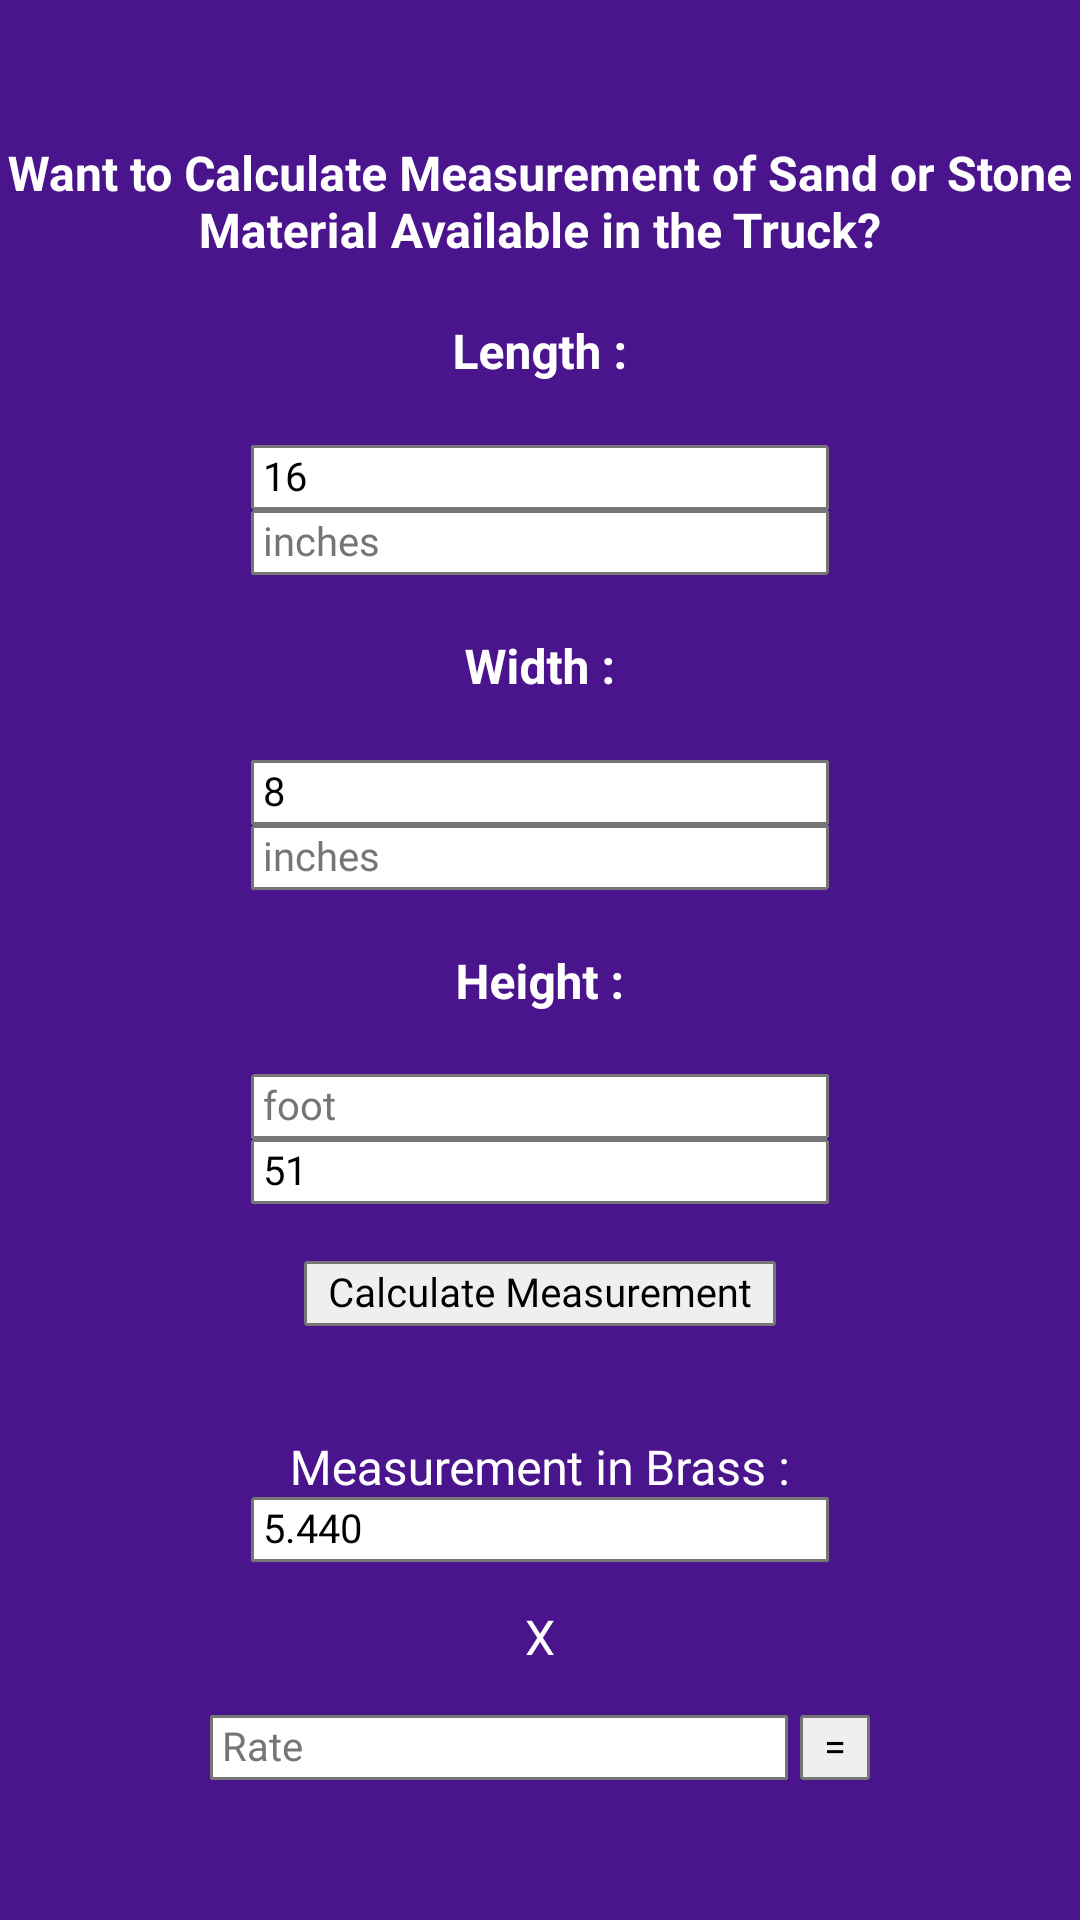 Want to Calculate Measurement of Sand or Stone
Material Available in the Truck?
Length :
16
inches
Width :
8
inches
Height :
foot
51
Calculate Measurement
Measurement in Brass :
5.440
X
Rate =